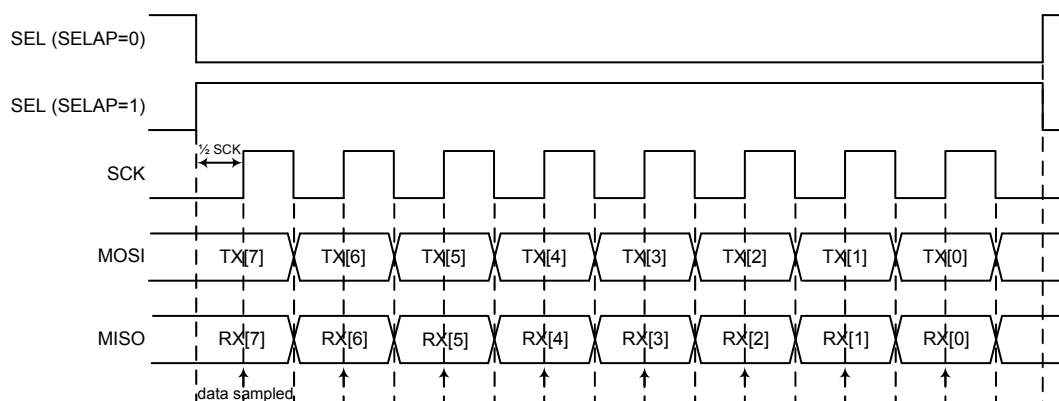 SEL (SELAP=0)
SEL (SELAP=1)
½ SCK
SCK
MOSI TX[7] TX[6] TX[5] TX[4] TX[3] TX[2] TX[1] TX[0]
MISO RX[7] RX[6] RX[5] RX[4] RX[3] RX[2] RX[1] RX[0]
data sampled